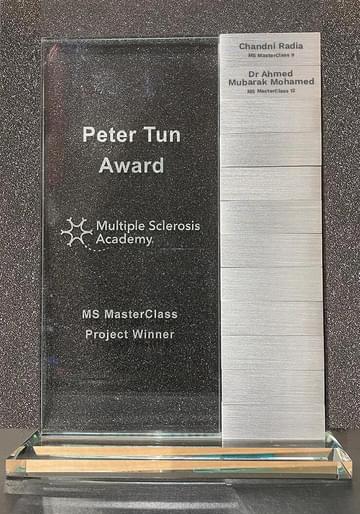 Peter Tun
Award
Multiple Sclerosis
Academy
MS MasterClass
Project Winner
Chandni Radia
MS MasterClass 9
Dr Ahmed
Mubarak Mohamed
MS MasterClass 12